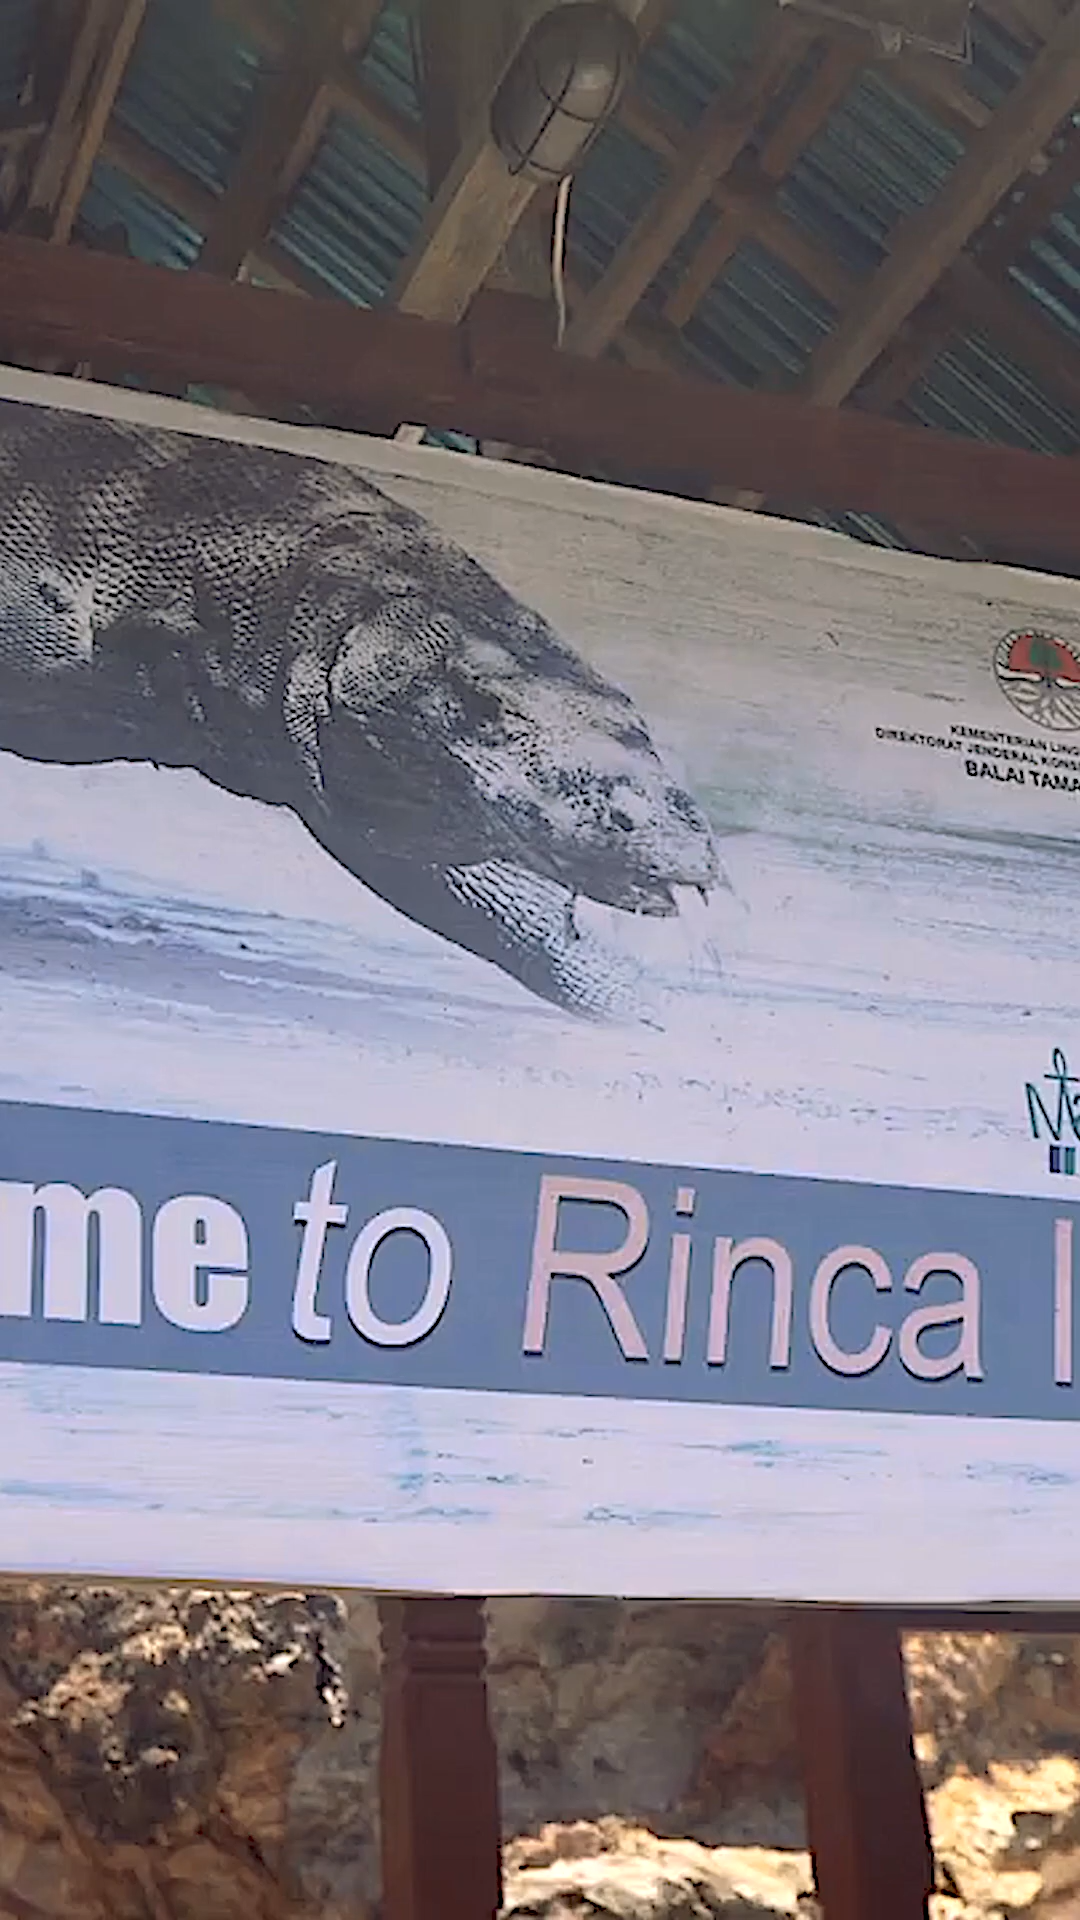 KEMENTERIAN LING
DIREKTORAT JENDERAL KONS
BALAI TAMA
me to Rinca I